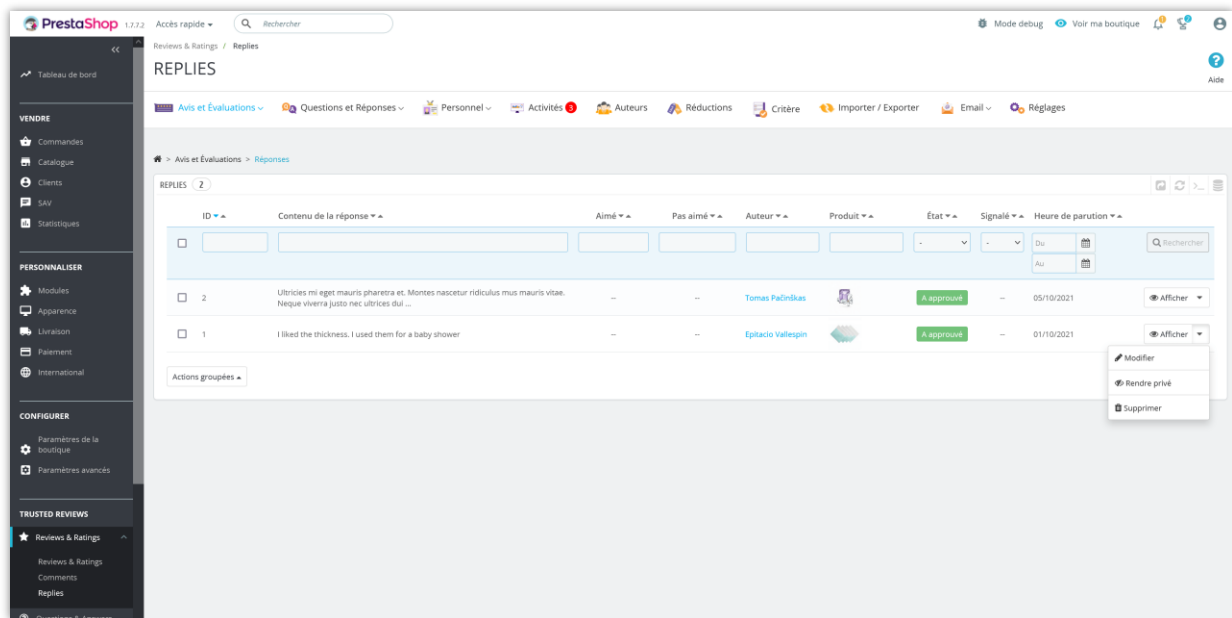 PrestaShop 1.7.7.2 Accès rapide Rechercher Mode debug Voir ma boutique
Reviews & Ratings / Replies
REPLIES
Aide
Avis et Évaluations Questions et Réponses Personnel Activités 3 Auteurs Réductions Critère Importer / Exporter Email Réglages
> Avis et Évaluations > Réponses
REPLIES 2
ID Contenu de la réponse Aimé Pas aimé Auteur Produit État Signalé Heure de parution
- - Du Rechercher
Au
2 Ultricies mi eget mauris pharetra et. Montes nascetur ridiculus mus mauris vitae.
Neque viverra justo nec ultrices dui ... -- -- Tomas Pačinškas A approuvé -- 05/10/2021 Afficher
1 I liked the thickness. I used them for a baby shower -- -- Epitacio Vallespin A approuvé -- 01/10/2021 Afficher
Modifier
Rendre privé
Supprimer
Actions groupées
Tableau de bord
VENDRE
Commandes
Catalogue
Clients
SAV
Statistiques
PERSONNALISER
Modules
Apparence
Livraison
Paiement
International
CONFIGURER
Paramètres de la
boutique
Paramètres avancés
TRUSTED REVIEWS
Reviews & Ratings
Reviews & Ratings
Comments
Replies